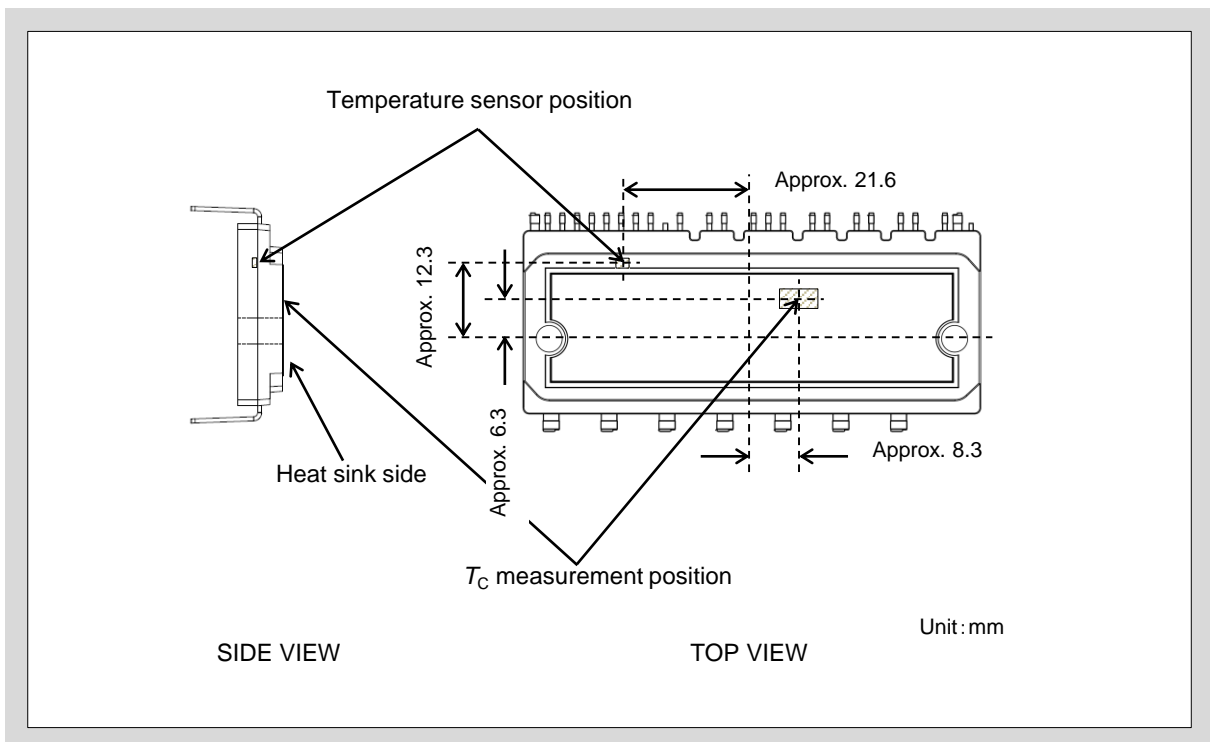 Temperature sensor position
Approx. 21.6
Approx. 12.3
Approx. 6.3
Approx. 8.3
Heat sink side
TC measurement position
Unit:mm
SIDE VIEW
TOP VIEW